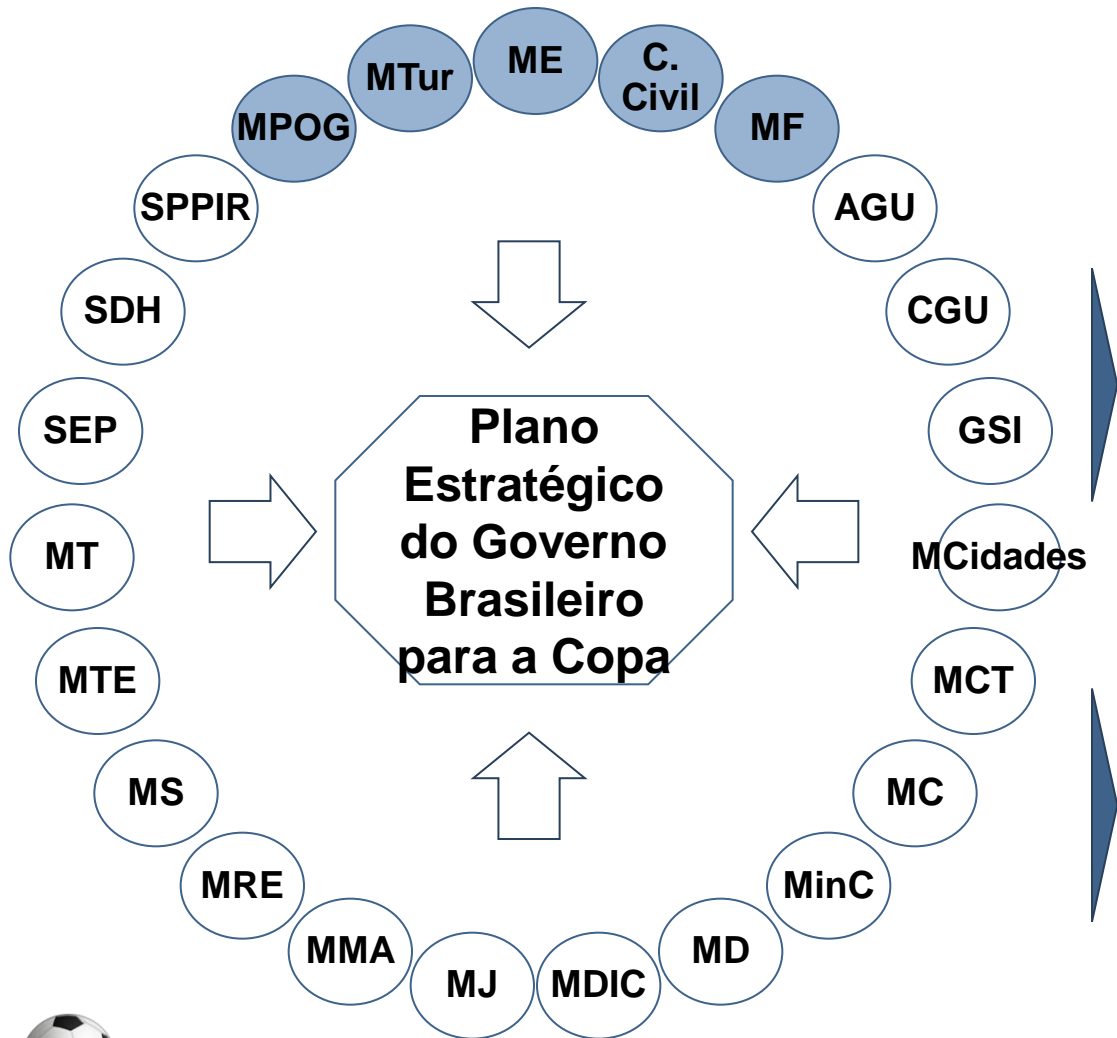 ME
C.
Civil
MF
AGU
CGU
GSI
MCidades
MCT
MC
MinC
MD
MDIC
MJ
MMA
MRE
MS
MTE
MT
SEP
SDH
SPPIR
MPOG
MTur
Plano
Estratégico
do Governo
Brasileiro
para a Copa